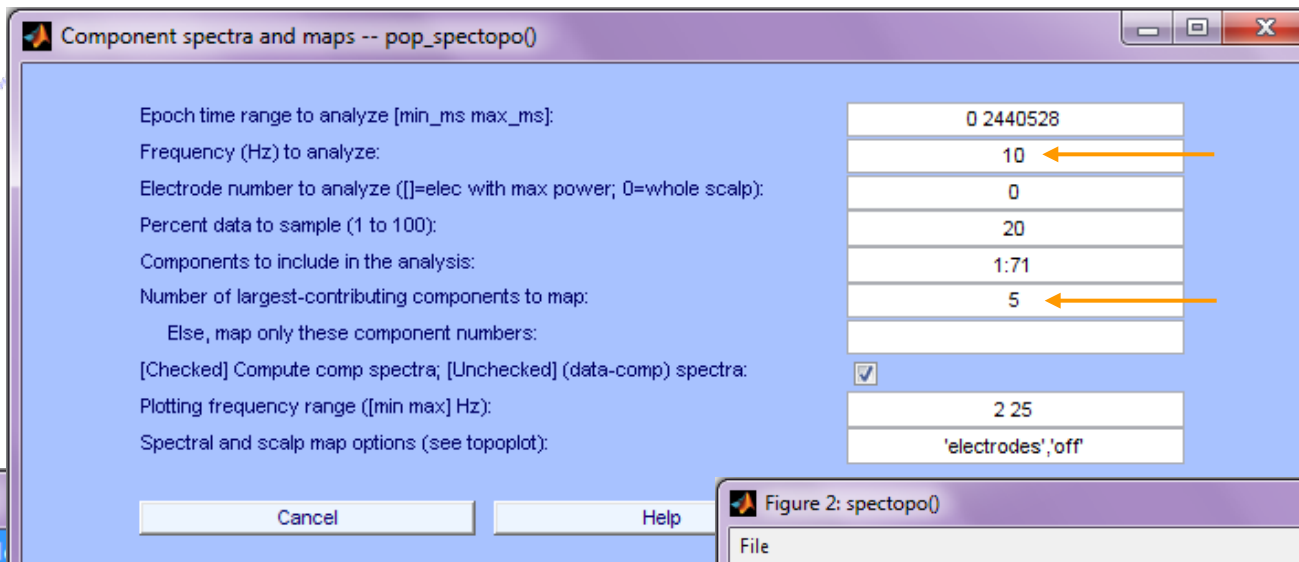 Component spectra and maps -- pop_spectopo()
Epoch time range to analyze [min_ms max_ms]: 0 2440528
Frequency (Hz) to analyze: 10
Electrode number to analyze ([]=elec with max power; 0=whole scalp): 0
Percent data to sample (1 to 100): 20
Components to include in the analysis: 1:71
Number of largest-contributing components to map: 5
Else, map only these component numbers:
[Checked] Compute comp spectra; [Unchecked] (data-comp) spectra:
Plotting frequency range ([min max] Hz): 2 25
Spectral and scalp map options (see topoplot): 'electrodes','off'
Cancel Help
Figure 2: spectopo()
File